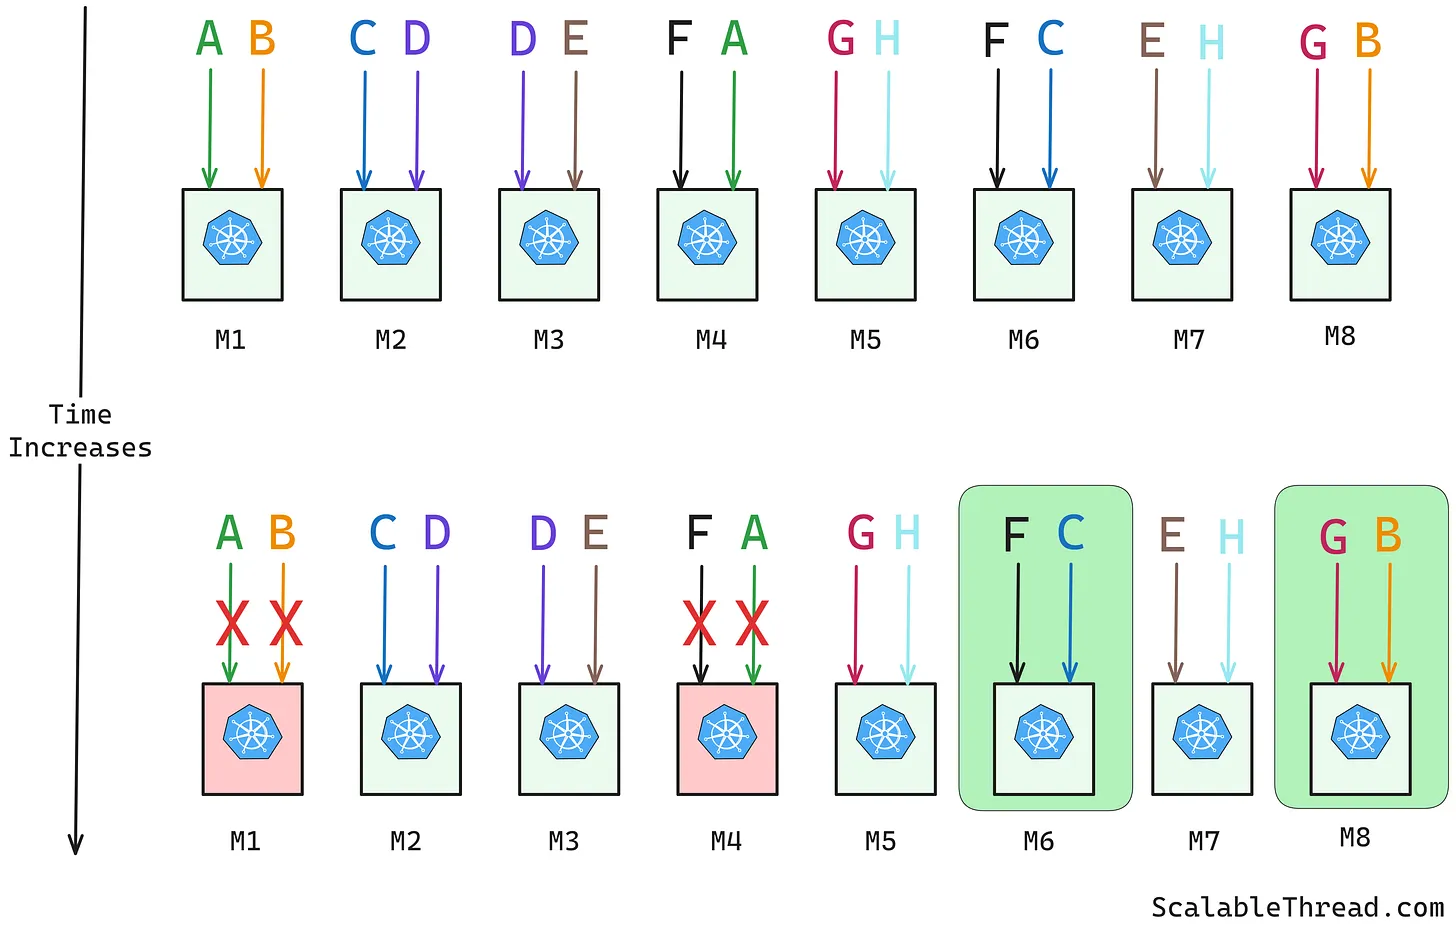 A B C D D E F A G H F C E H G B
M1 M2 M3 M4 M5 M6 M7 M8
Time
Increases
A B C D D E F A G H F C E H G B
X X X X
M1 M2 M3 M4 M5 M6 M7 M8
ScalableThread.com